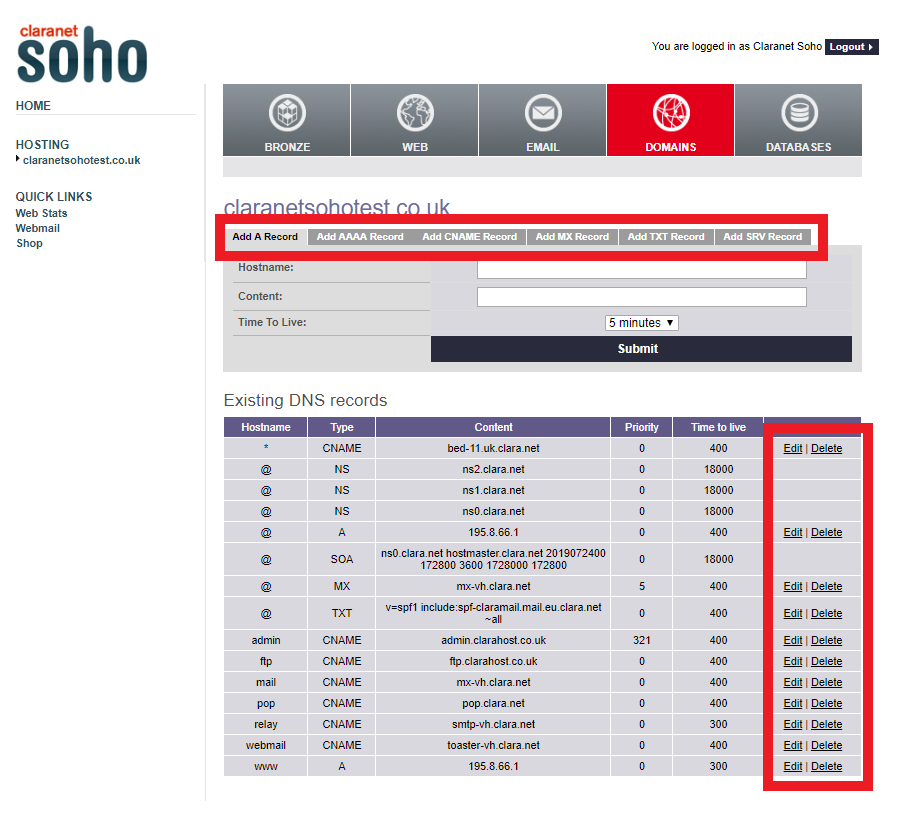 claranet
soho
You are logged in as Claranet Soho Logout
HOME
HOSTING
claranetsohotest.co.uk
QUICK LINKS
Web Stats
Webmail
Shop
BRONZE WEB EMAIL DOMAINS DATABASES
claranetsohotest.co.uk
Add A Record Add AAAA Record Add CNAME Record Add MX Record Add TXT Record Add SRV Record
Hostname:
Content:
Time To Live: 5 minutes
Submit
Existing DNS records
Hostname Type Content Priority Time to live
* CNAME bed-11.uk.clara.net 0 400 Edit | Delete
@ NS ns2.clara.net 0 18000
@ NS ns1.clara.net 0 18000
@ NS ns0.clara.net 0 18000
@ A 195.8.66.1 0 400 Edit | Delete
@ SOA ns0.clara.net hostmaster.clara.net 2019072400 0 18000
172800 3600 1728000 172800
@ MX mx-vh.clara.net 5 400 Edit | Delete
@ TXT v=spf1 include:spf-claramail.mail.eu.clara.net 0 400 Edit | Delete
~all
admin CNAME admin.clarahost.co.uk 321 400 Edit | Delete
ftp CNAME ftp.clarahost.co.uk 0 400 Edit | Delete
mail CNAME mx-vh.clara.net 0 400 Edit | Delete
pop CNAME pop.clara.net 0 400 Edit | Delete
relay CNAME smtp-vh.clara.net 0 300 Edit | Delete
webmail CNAME toaster-vh.clara.net 0 400 Edit | Delete
www A 195.8.66.1 0 300 Edit | Delete